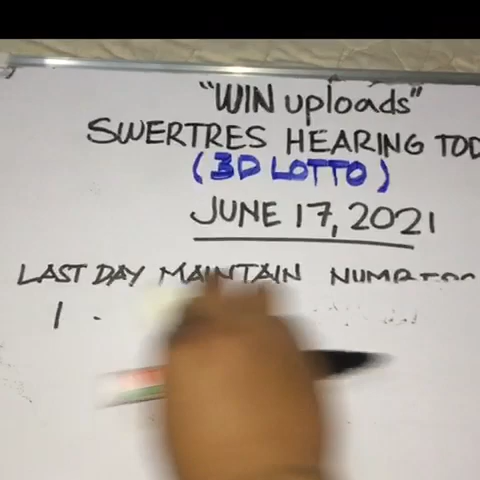 "WIN uploads"
SWERTRES HEARING TOD
(3D LOTTO)
JUNE 17, 2021
LAST DAY MAINTAIN
1 -